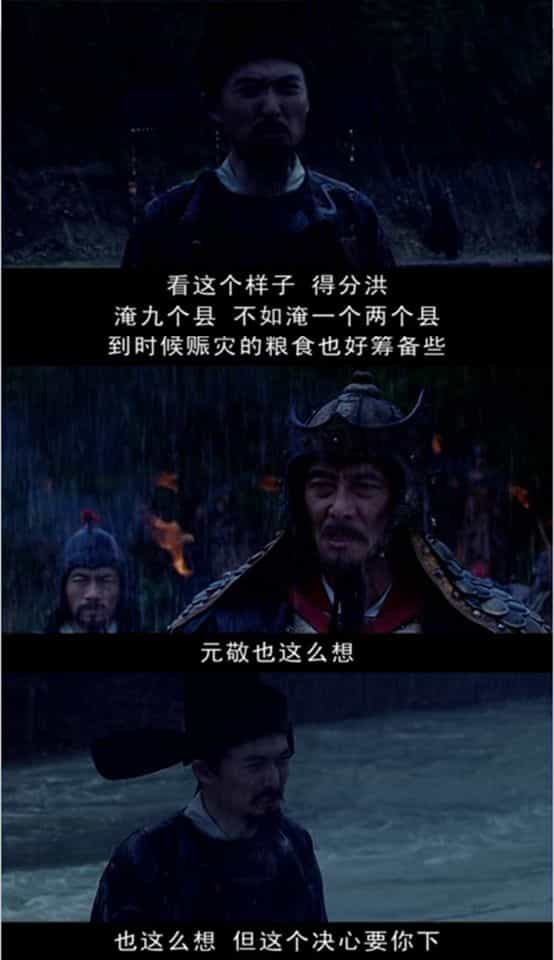 看这个样子 得分洪
淹九个县 不如淹一个两个县
到时候赈灾的粮食也好筹备些
元敬也这么想
也这么想 但这个决心要你下